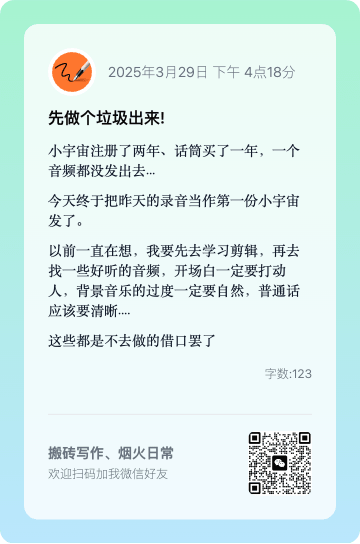 2025年3月29日 下午 4点18分
先做个垃圾出来!
小宇宙注册了两年、话筒买了一年，一个
音频都没发出去...
今天终于把昨天的录音当作第一份小宇宙
发了。
以前一直在想，我要先去学习剪辑，再去
找一些好听的音频，开场白一定要打动
人，背景音乐的过度一定要自然，普通话
应该要清晰....
这些都是不去做的借口罢了
字数:123
搬砖写作、烟火日常
欢迎扫码加我微信好友